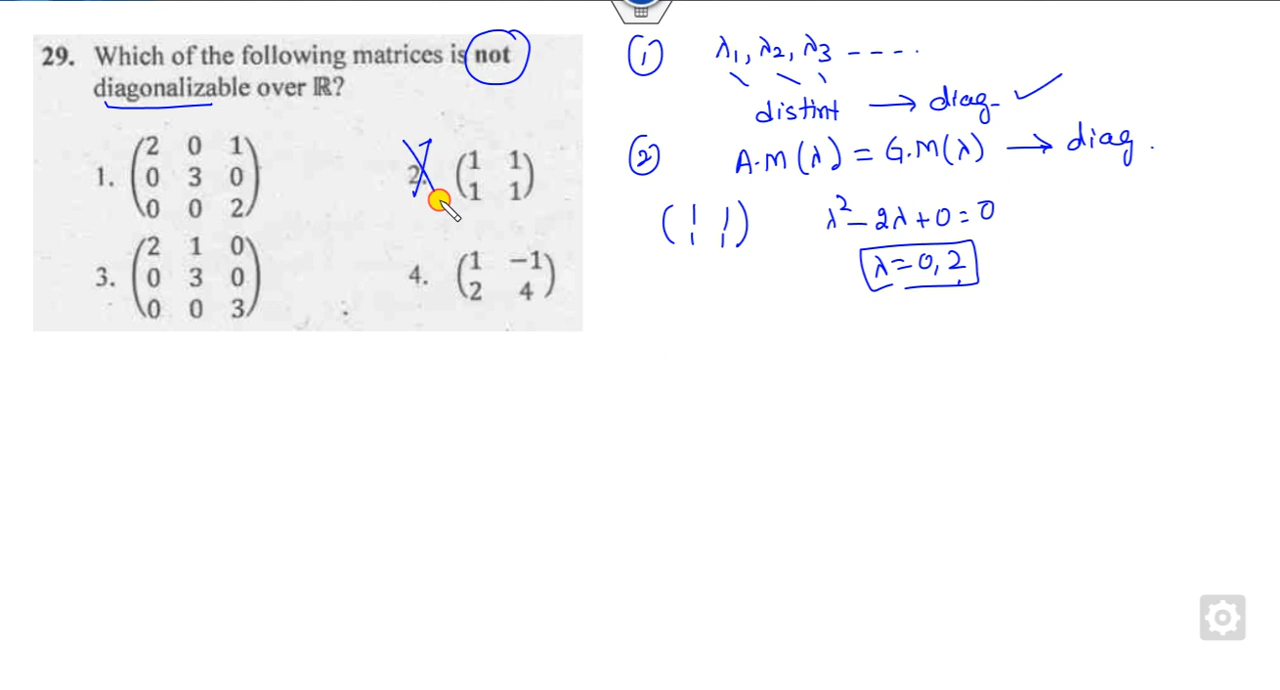 29. Which of the following matrices is not
diagonalizable over ℝ?
1. (2 0 1
0 3 0
0 0 2)
2. (1 1
1 1)
3. (2 1 0
0 3 0
0 0 3)
4. (1 -1
2 4)
① λ1, λ2, λ3 ----.
distint → diag- ✓
② A.M(λ) = G.M(λ) → diag.
(1 1
1 1) λ² - 2λ + 0 = 0
λ = 0, 2